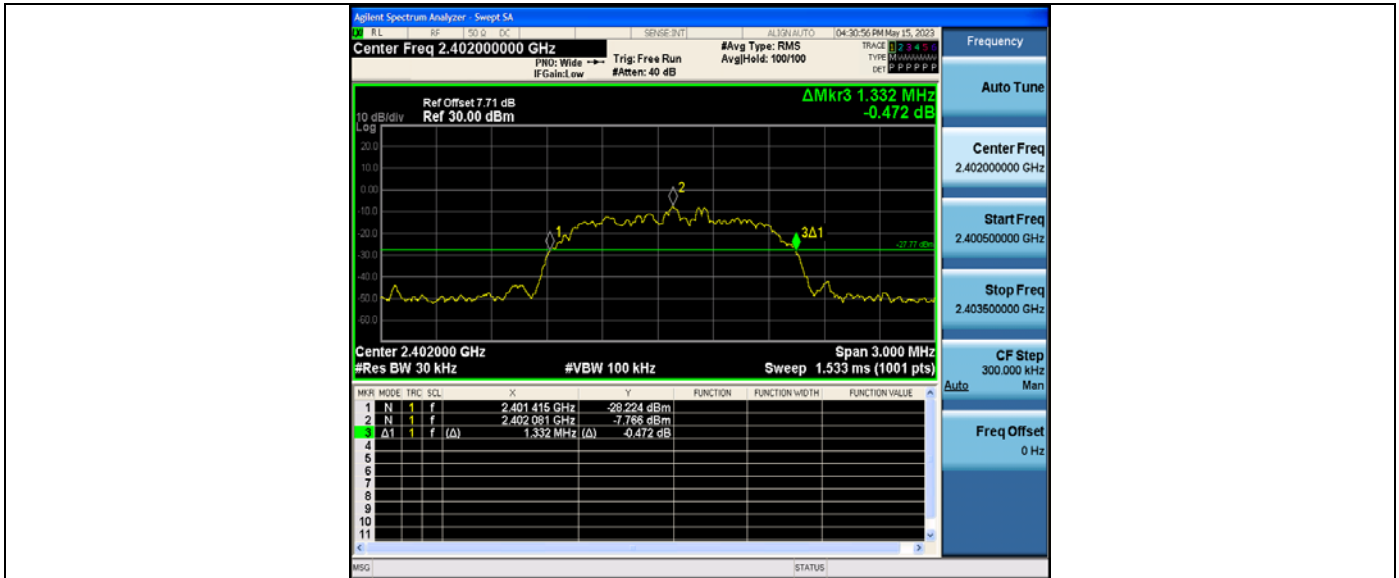 Agilent Spectrum Analyzer - Swept SA
RL RF 50 Ω DC SENSE:INT ALIGN AUTO 04:30:56 PM May 15, 2023
Center Freq 2.402000000 GHz
PNO: Wide
IFGain:Low
Trig: Free Run
#Atten: 40 dB
#Avg Type: RMS
Avg|Hold: 100/100
TRACE 1 2 3 4 5 6
TYPE M
DET P P P P P P
Frequency
Auto Tune
Center Freq
2.402000000 GHz
Start Freq
2.400500000 GHz
Stop Freq
2.403500000 GHz
CF Step
300.000 kHz
Auto Man
Freq Offset
0 Hz
ΔMkr3 1.332 MHz
-0.472 dB
Ref Offset 7.71 dB
10 dB/div Ref 30.00 dBm
Log
20.0
10.0
0.00
-10.0
-20.0
-30.0
-40.0
-50.0
-60.0
1
2
3Δ1
-27.77 dBm
Center 2.402000 GHz Span 3.000 MHz
#Res BW 30 kHz #VBW 100 kHz Sweep 1.533 ms (1001 pts)
MKR MODE TRC SCL X Y FUNCTION FUNCTION WIDTH FUNCTION VALUE
1 N 1 f 2.401 415 GHz -28.224 dBm
2 N 1 f 2.402 081 GHz -7.766 dBm
3 Δ1 1 f (Δ) 1.332 MHz (Δ) -0.472 dB
4
5
6
7
8
9
10
11
MSG STATUS